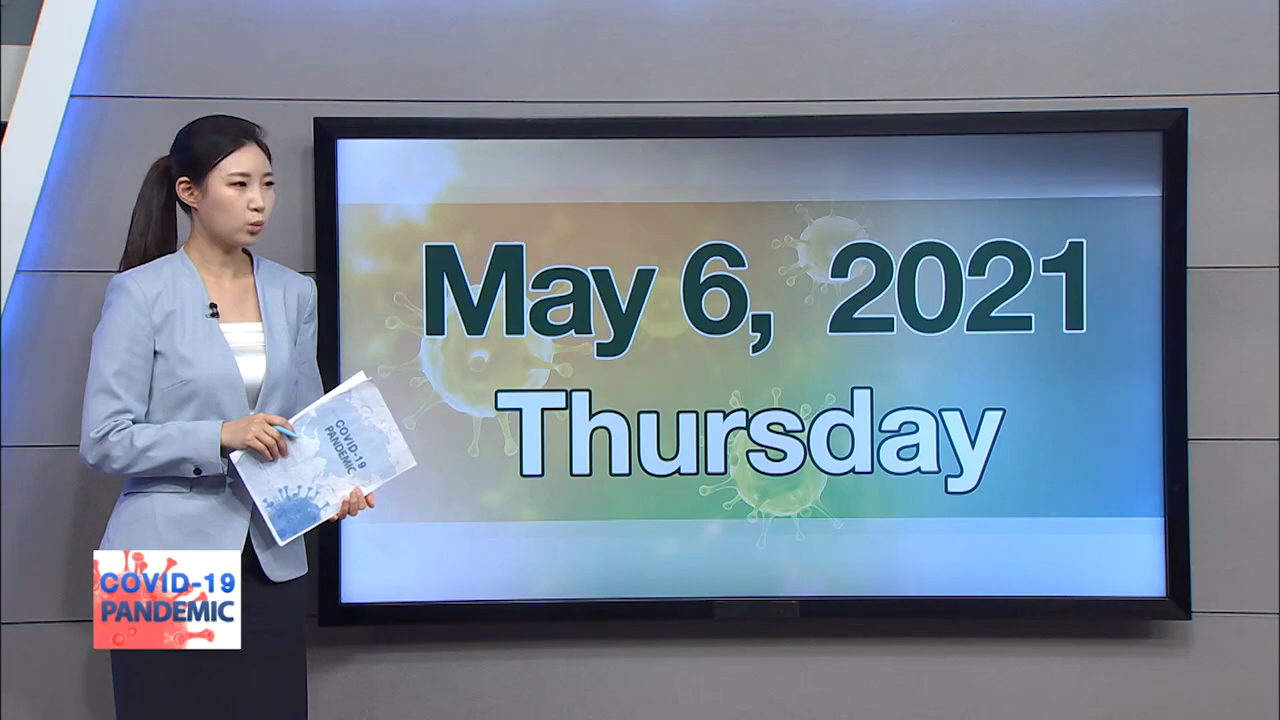 May 6, 2021
Thursday
COVID-19
PANDEMIC
COVID-19
PANDEMIC